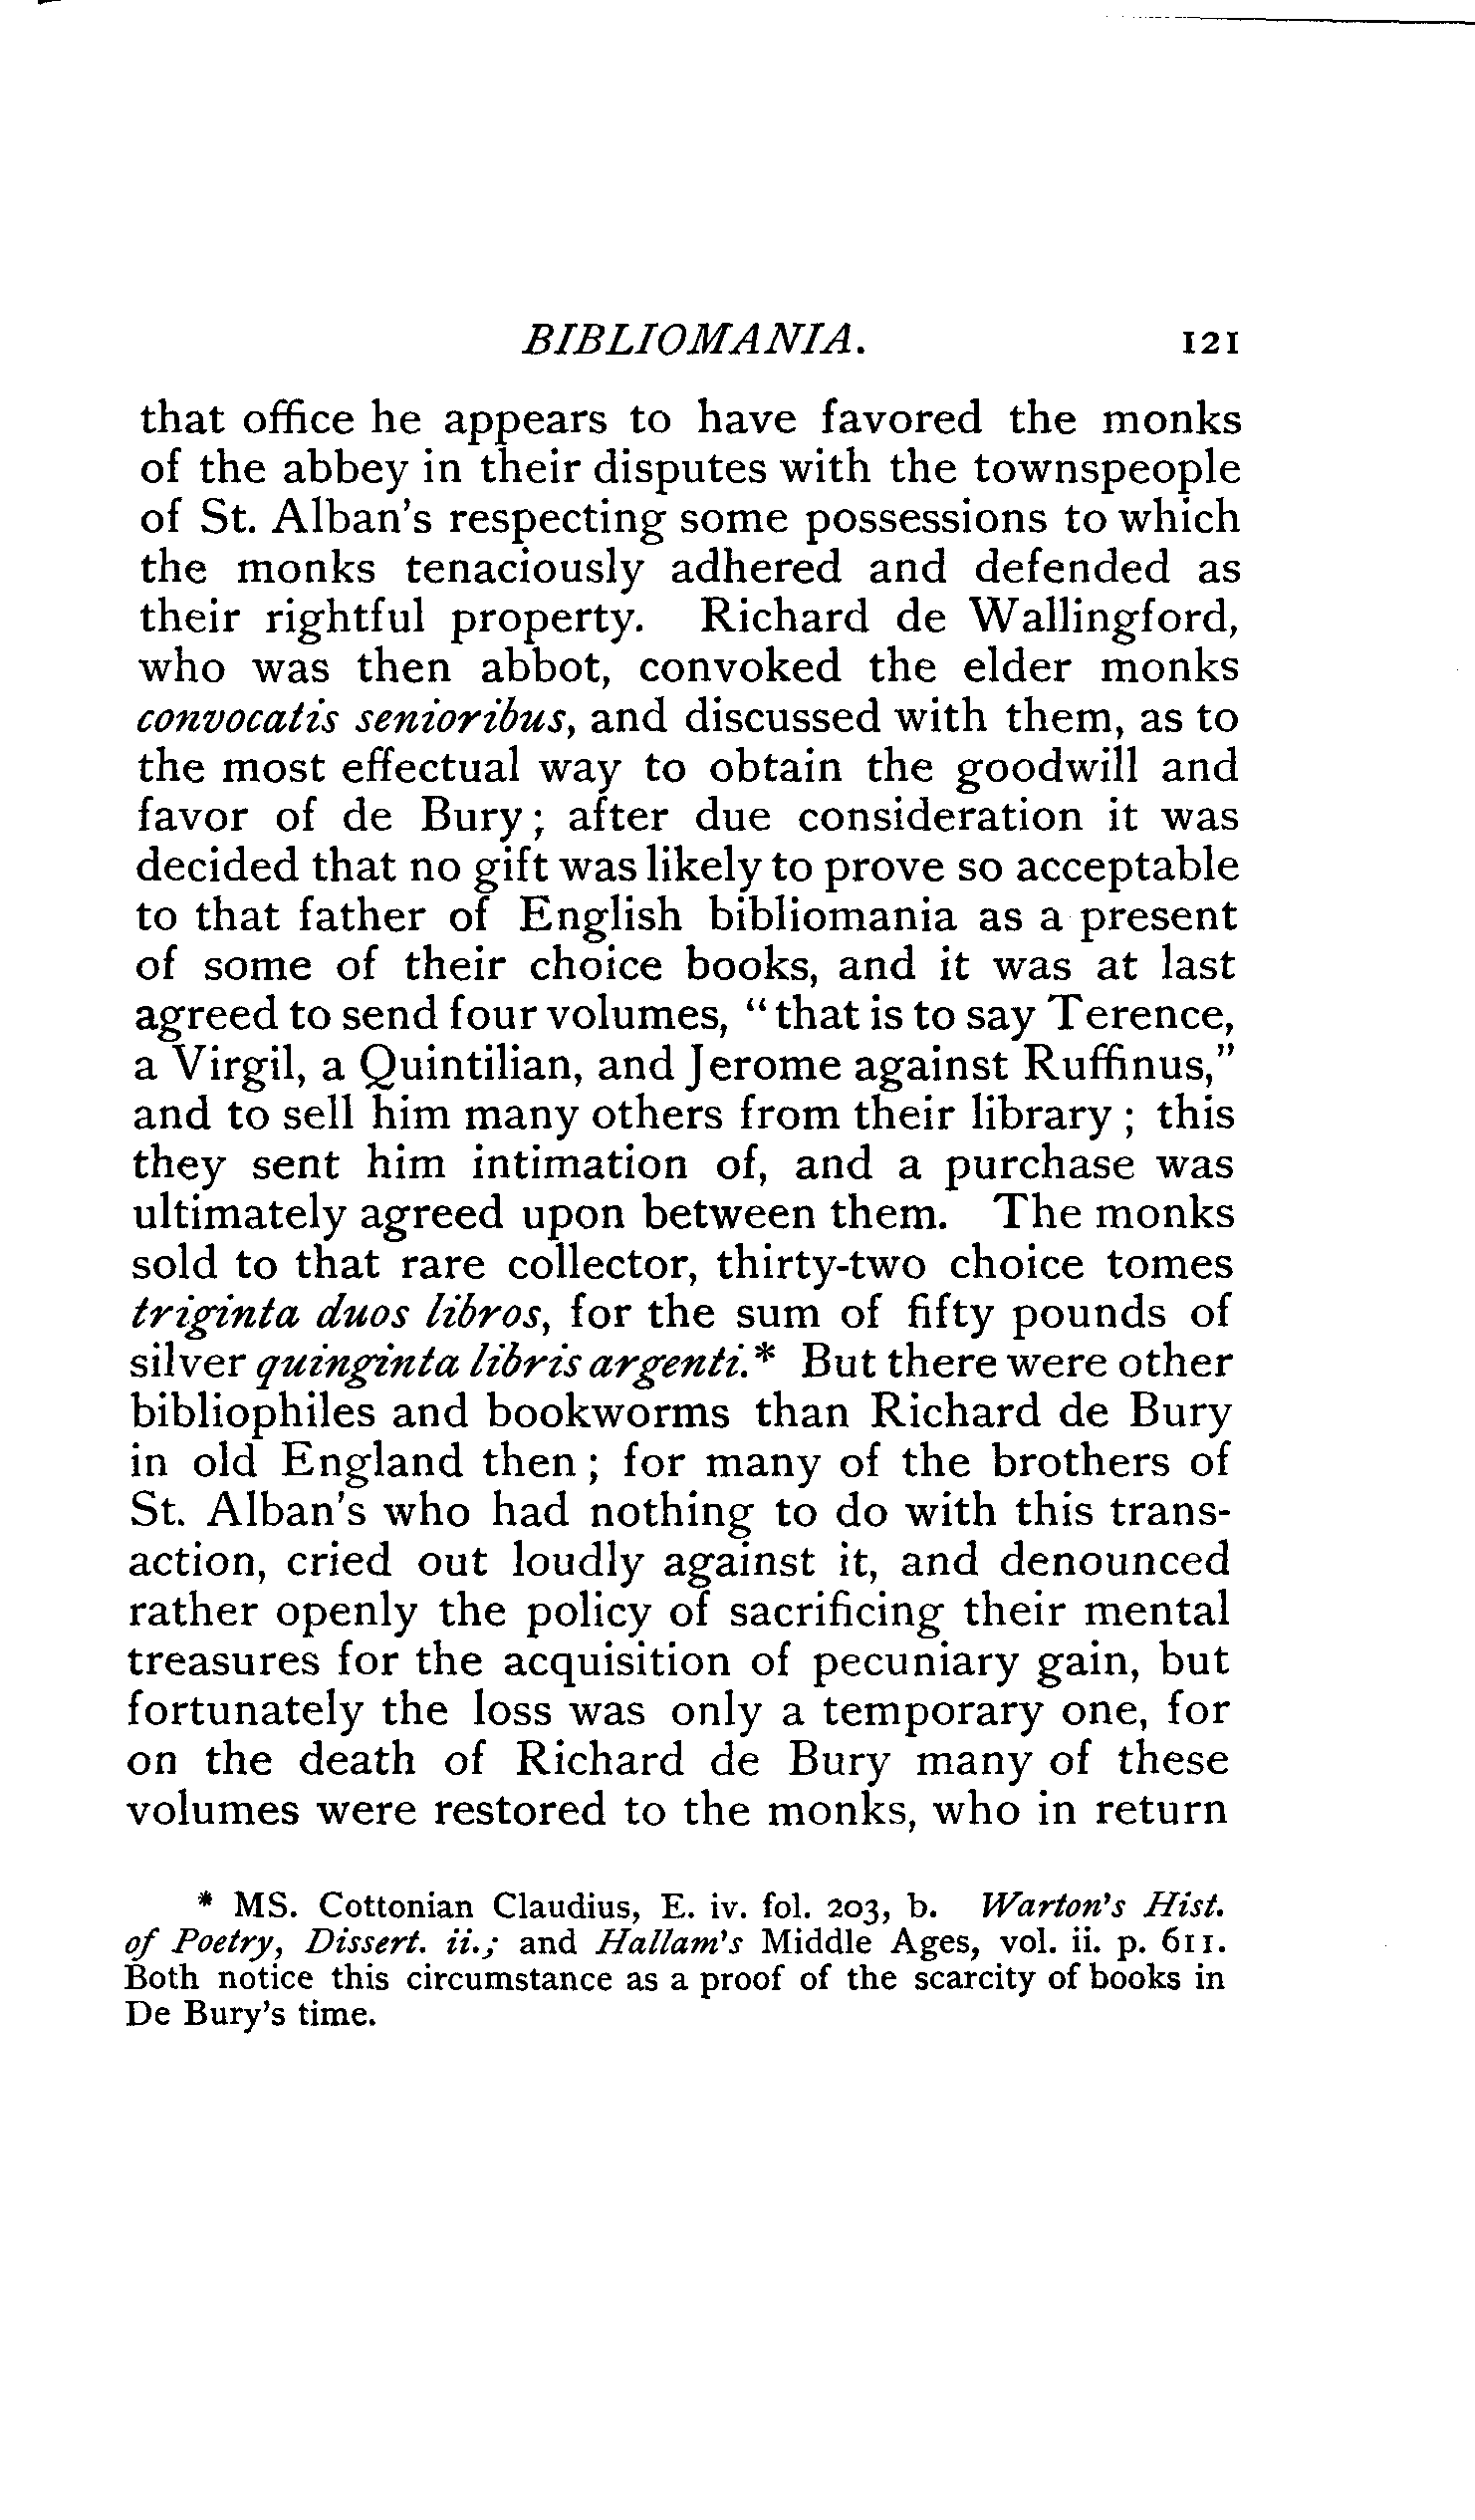 BIBLIOMANIA. 121
that office he appears to have favored the monks
of the abbey in their disputes with the townspeople
of St. Alban's respecting some possessions to which
the monks tenaciously adhered and defended as
their rightful property. Richard de Wallingford,
who was then abbot, convoked the elder monks
convocatis senioribus, and discussed with them, as to
the most effectual way to obtain the goodwill and
favor of de Bury; after due consideration it was
decided that no gift was likely to prove so acceptable
to that father of English bibliomania as a present
of some of their choice books, and it was at last
agreed to send four volumes, "that is to say Terence,
a Virgil, a Quintilian, and Jerome against Ruffinus,"
and to sell him many others from their library; this
they sent him intimation of, and a purchase was
ultimately agreed upon between them. The monks
sold to that rare collector, thirty-two choice tomes
triginta duos libros, for the sum of fifty pounds of
silver quinginta libris argenti.* But there were other
bibliophiles and bookworms than Richard de Bury
in old England then; for many of the brothers of
St. Alban's who had nothing to do with this trans-
action, cried out loudly against it, and denounced
rather openly the policy of sacrificing their mental
treasures for the acquisition of pecuniary gain, but
fortunately the loss was only a temporary one, for
on the death of Richard de Bury many of these
volumes were restored to the monks, who in return
* MS. Cottonian Claudius, E. iv. fol. 203, b. Warton's Hist.
of Poetry, Dissert. ii.; and Hallam's Middle Ages, vol. ii. p. 611.
Both notice this circumstance as a proof of the scarcity of books in
De Bury's time.